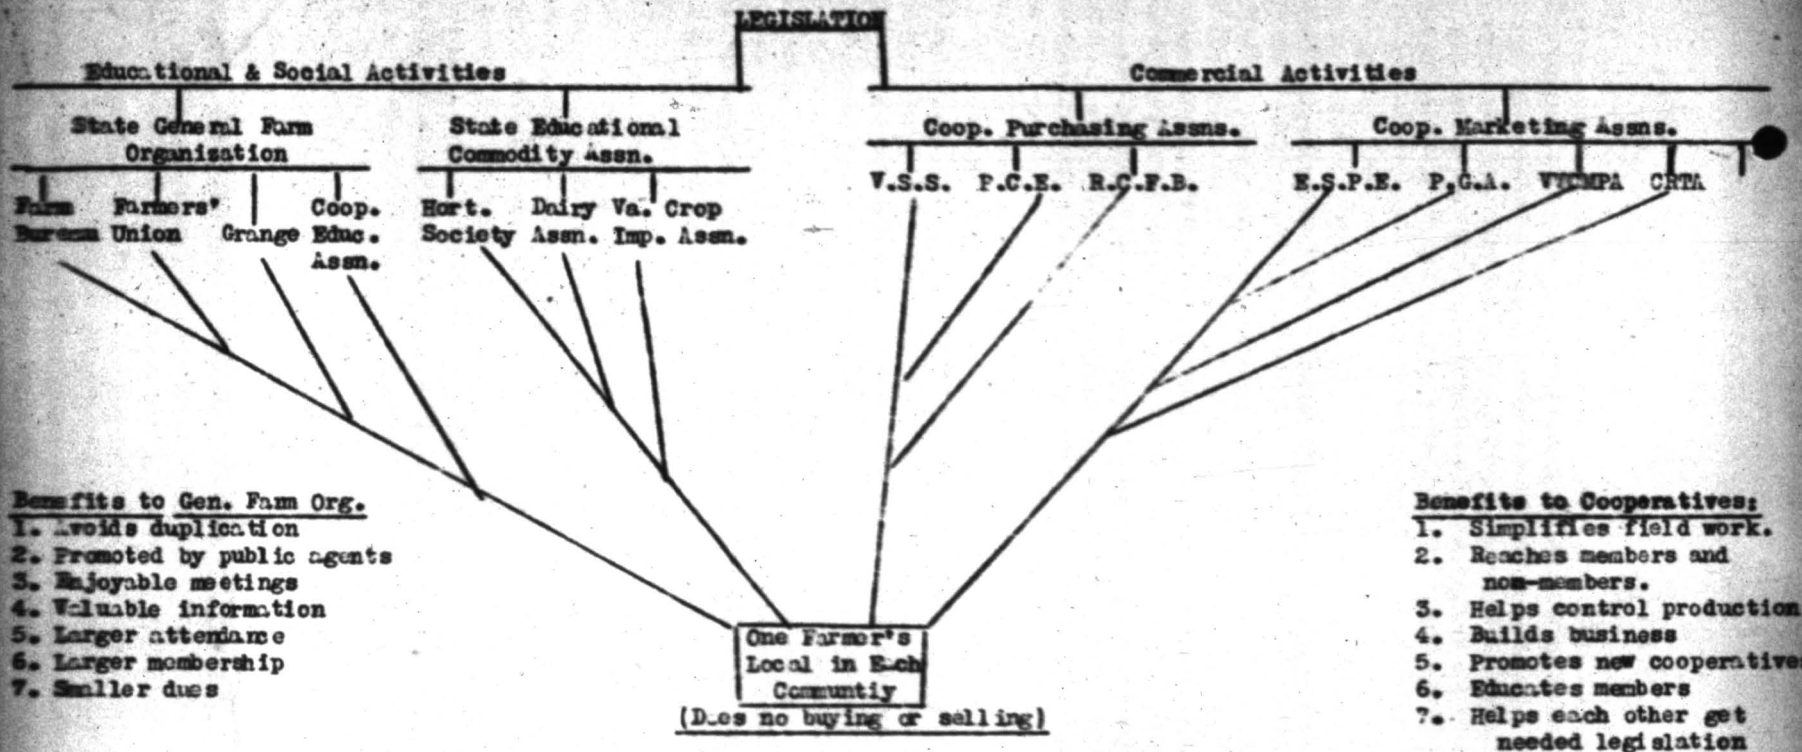 LEGISLATION
Educational & Social Activities
Commercial Activities
State General Farm
Organisation
State Educational
Commodity Assn.
Coop. Purchasing Assns.
Coop. Marketing Assns.
V.S.S. P.C.E. R.C.F.B.
E.S.P.E. P.G.A. CRTA
Farm
Bureau
Farmers'
Union
Grange
Coop.
Educ.
Assn.
Hort.
Society
Dairy
Assn.
Va. Crop
Imp. Assn.
Benefits to Gen. Farm Org.
1. Avoids duplication
2. Promoted by public agents
3. Enjoyable meetings
4. Valuable information
5. Larger attendance
6. Larger membership
7. Smaller dues
One Farmer's
Local in Each
Communtiy
(Does no buying or selling)
Benefits to Cooperatives:
1. Simplifies field work.
2. Reaches members and
non-members.
3. Helps control production
4. Builds business
5. Promotes new cooperatives
6. Educates members
7. Helps each other get
needed legislation